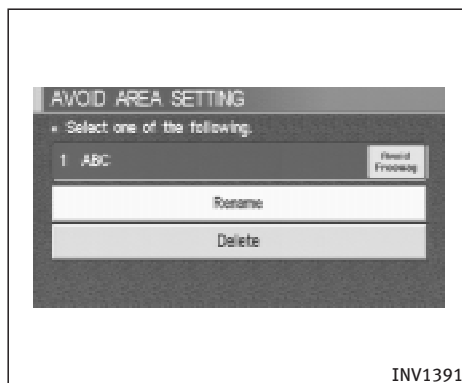 AVOID AREA SETTING
• Select one of the following.
1 ABC
Avoid
Freeway
Rename
Delete
INV1391